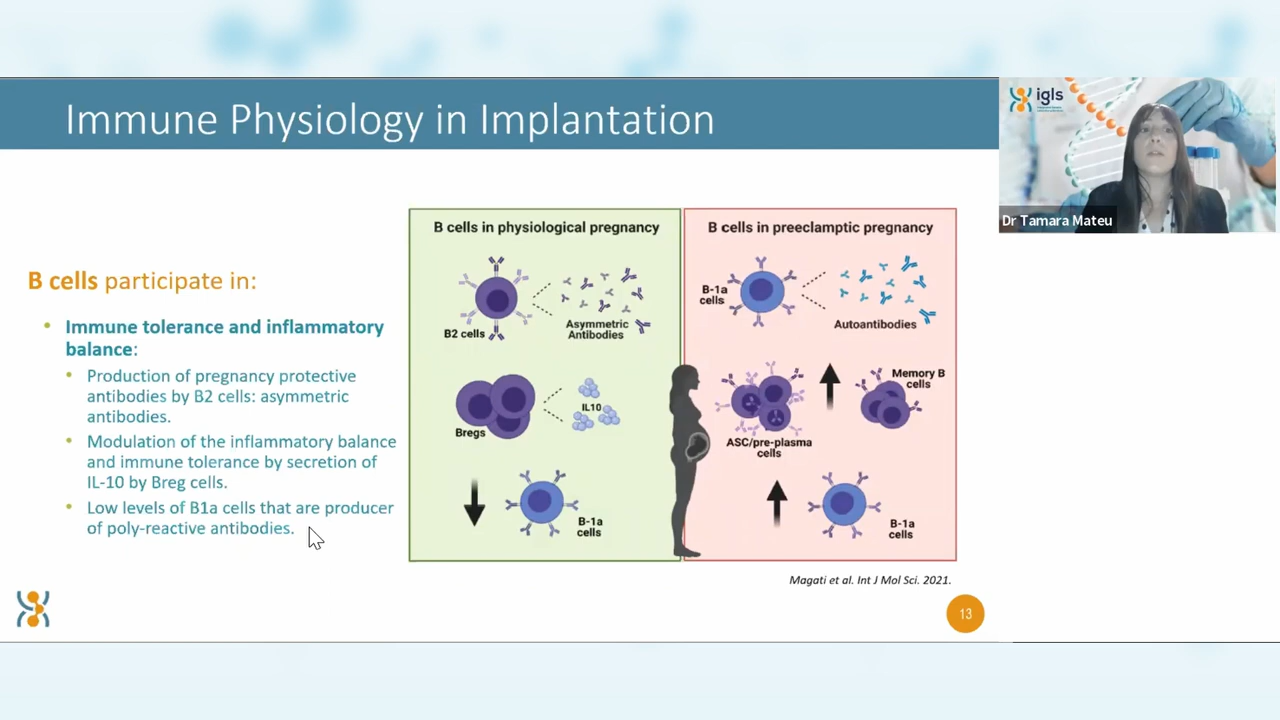 Immune Physiology in Implantation
igls
Dr Tamara Mateu
B cells participate in:
• Immune tolerance and inflammatory
balance:
• Production of pregnancy protective
antibodies by B2 cells: asymmetric
antibodies.
• Modulation of the inflammatory balance
and immune tolerance by secretion of
IL-10 by Breg cells.
• Low levels of B1a cells that are producer
of poly-reactive antibodies.
B cells in physiological pregnancy
B2 cells
Asymmetric
Antibodies
Bregs
IL10
B-1a
cells
B cells in preeclamptic pregnancy
B-1a
cells
Autoantibodies
ASC/pre-plasma
cells
Memory B
cells
B-1a
cells
Magati et al. Int J Mol Sci. 2021.
13